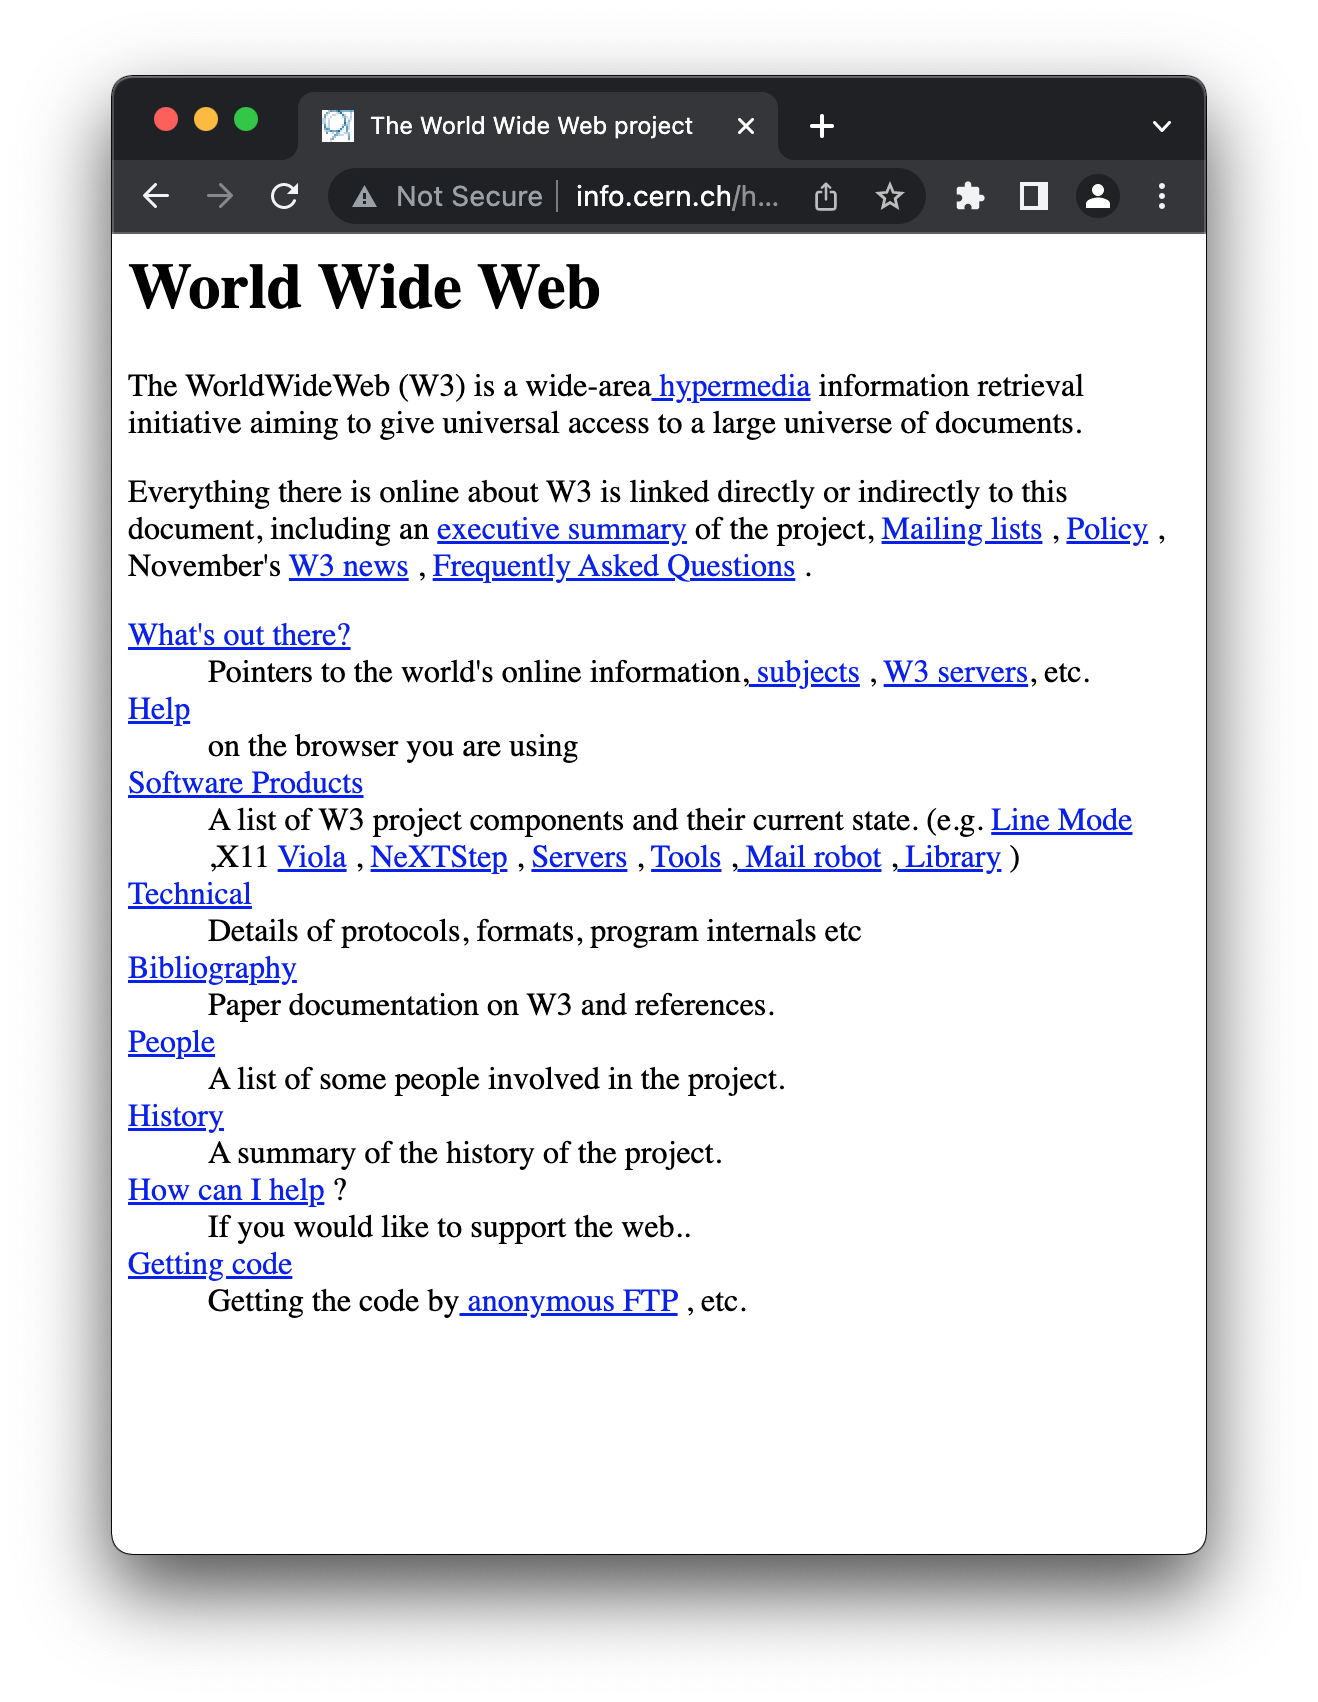 The World Wide Web project
Not Secure info.cern.ch/h...
World Wide Web
The WorldWideWeb (W3) is a wide-area hypermedia information retrieval
initiative aiming to give universal access to a large universe of documents.
Everything there is online about W3 is linked directly or indirectly to this
document, including an executive summary of the project, Mailing lists , Policy ,
November's W3 news , Frequently Asked Questions .
What's out there?
Pointers to the world's online information, subjects , W3 servers, etc.
Help
on the browser you are using
Software Products
A list of W3 project components and their current state. (e.g. Line Mode
,X11 Viola , NeXTStep , Servers , Tools , Mail robot , Library )
Technical
Details of protocols, formats, program internals etc
Bibliography
Paper documentation on W3 and references.
People
A list of some people involved in the project.
History
A summary of the history of the project.
How can I help ?
If you would like to support the web..
Getting code
Getting the code by anonymous FTP , etc.